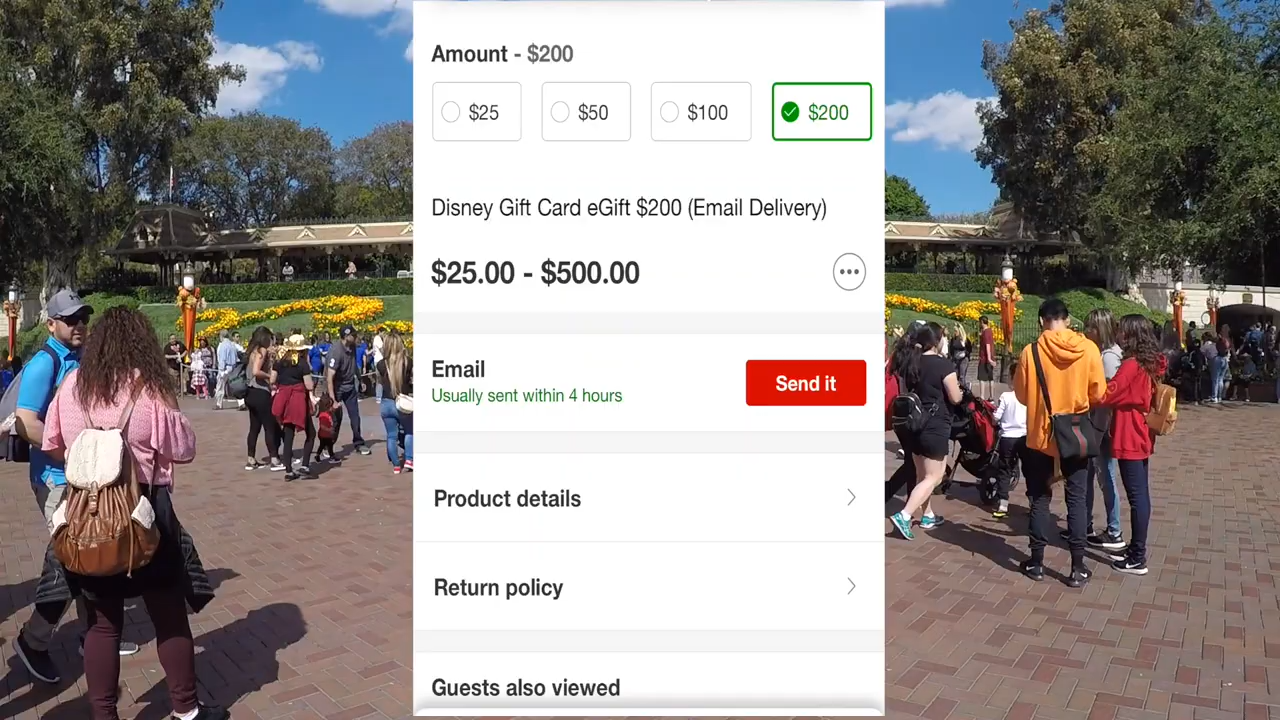 Amount - $200
$25 $50 $100 $200
Disney Gift Card eGift $200 (Email Delivery)
$25.00 - $500.00
Email
Usually sent within 4 hours
Send it
Product details
Return policy
Guests also viewed